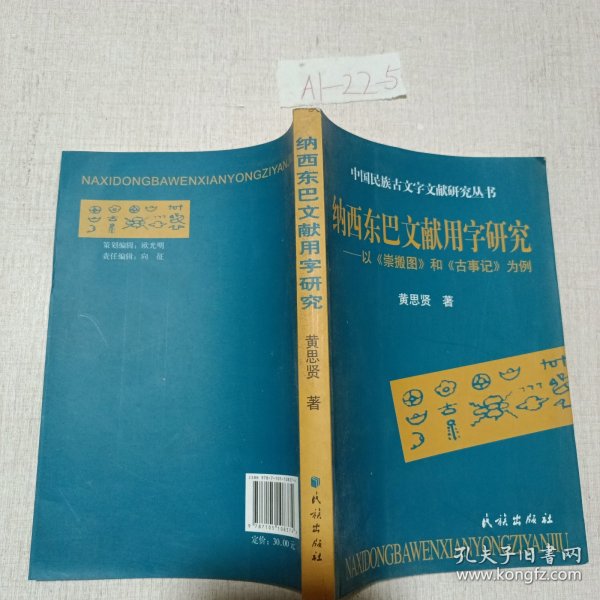 A1-22-5
NAXIDONGBAWENXIANYONGZIYAN
策划编辑：欧光明
责任编辑：向 征
定价：30.00元
纳西东巴文献用字研究
黄思贤 著
民族出版社
中国民族古文字文献研究丛书
纳西东巴文献用字研究
——以《崇搬图》和《古事记》为例
黄思贤 著
民族出版社
NAXIDONGBAWENXIANYONGZIYANJIU
孔夫子旧书网
www.kongfz.com